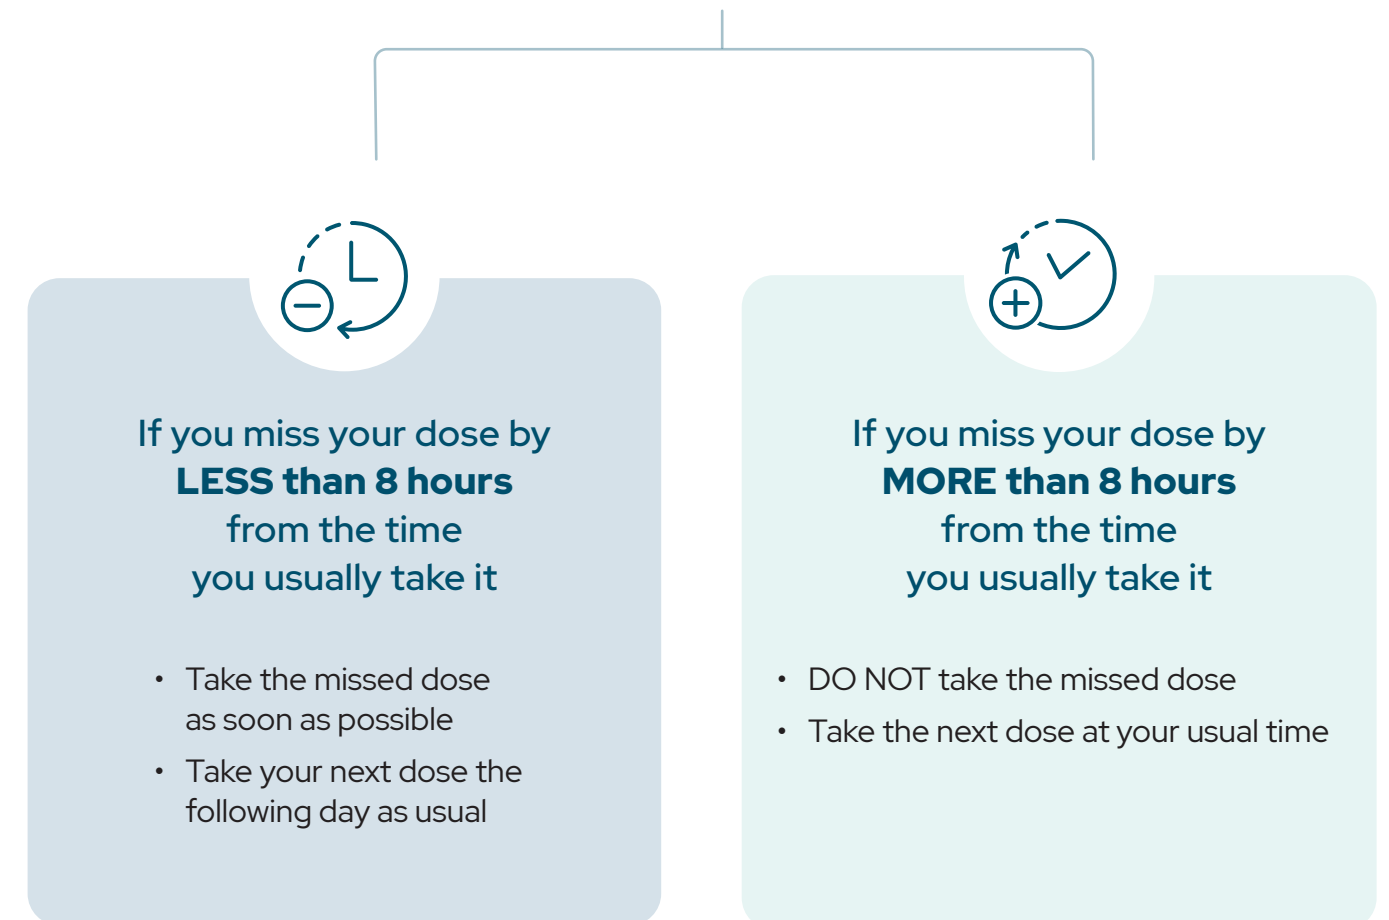 If you miss your dose by
LESS than 8 hours
from the time
you usually take it
• Take the missed dose
as soon as possible
• Take your next dose the
following day as usual
If you miss your dose by
MORE than 8 hours
from the time
you usually take it
• DO NOT take the missed dose
• Take the next dose at your usual time